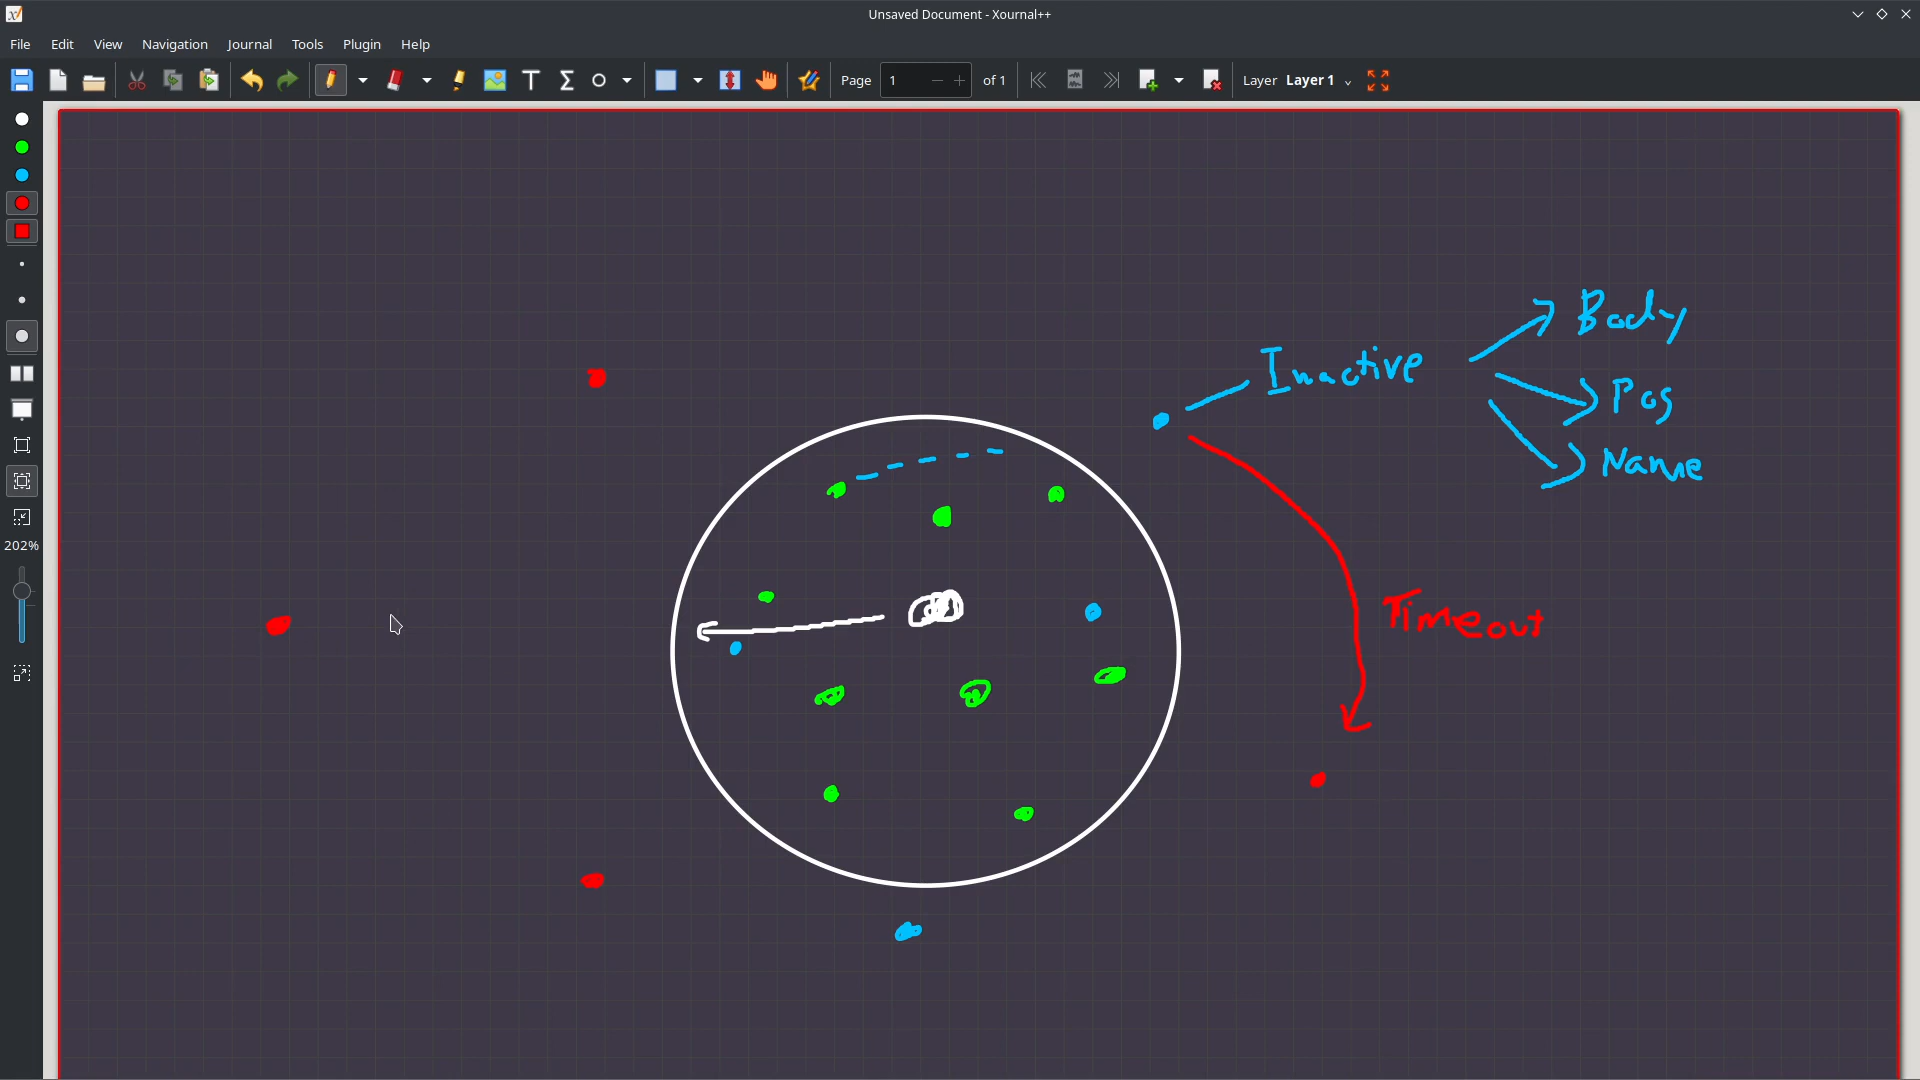 Unsaved Document - Xournal++
File Edit View Navigation Journal Tools Plugin Help
Page 1 of 1 Layer Layer 1
202%
Body
Inactive
Pos
Name
Timeout